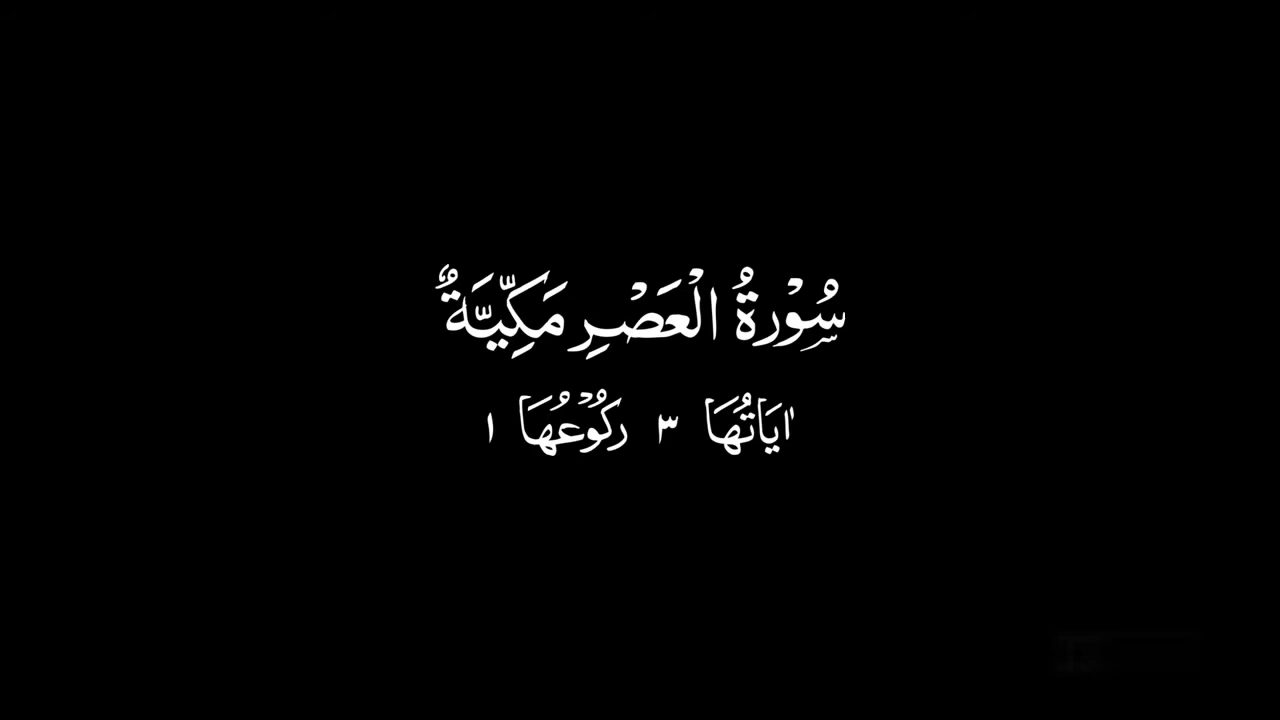 سُوْرَةُ الْعَصْرِ مَكِّيَّةٌ
اٰيَاتُهَا ٣ رَكُوْعُهَا ١